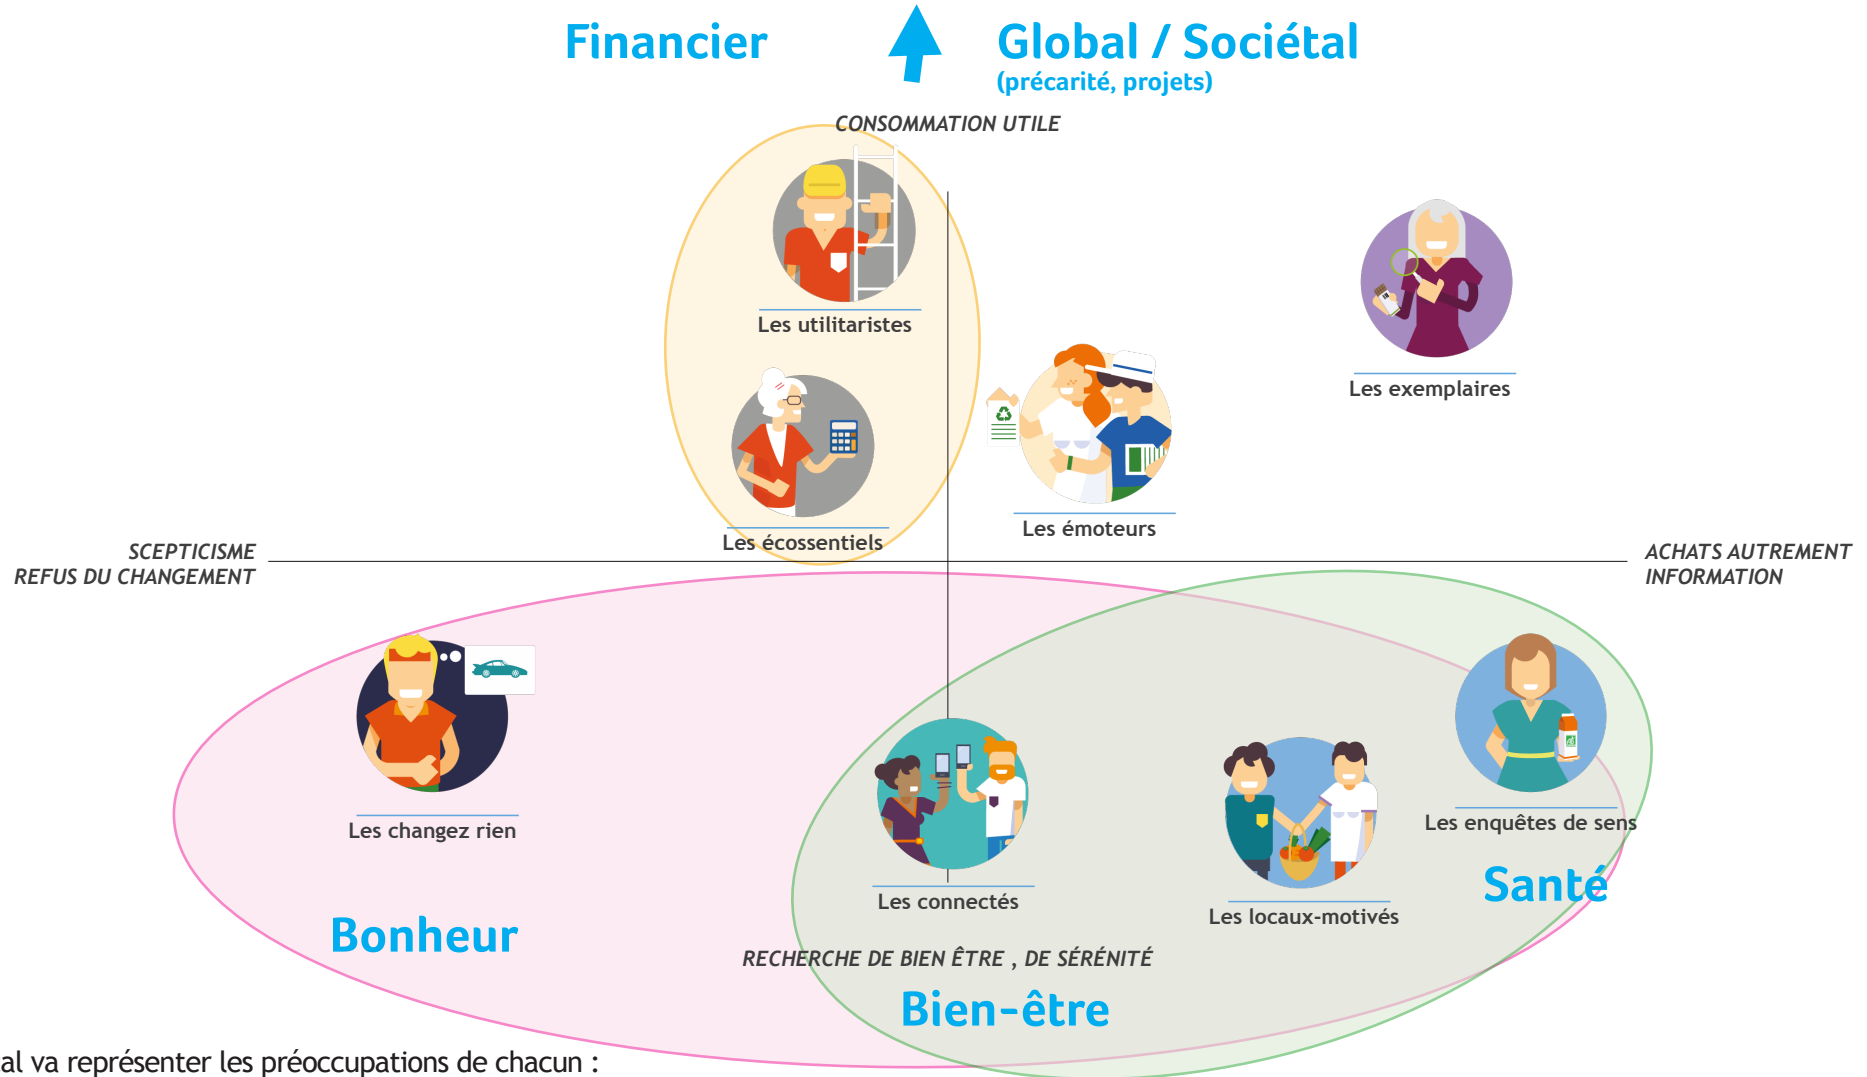 Financier
Global / Sociétal
(précarité, projets)
CONSOMMATION UTILE
Les utilitaristes
Les exemplaires
Les écossentiels
Les émoteurs
SCEPTICISME
REFUS DU CHANGEMENT
ACHATS AUTREMENT
INFORMATION
Les changez rien
Les connectés
Les locaux-motivés
Les enquêtes de sens
Santé
Bonheur
RECHERCHE DE BIEN ÊTRE , DE SÉRÉNITÉ
Bien-être
va représenter les préoccupations de chacun :